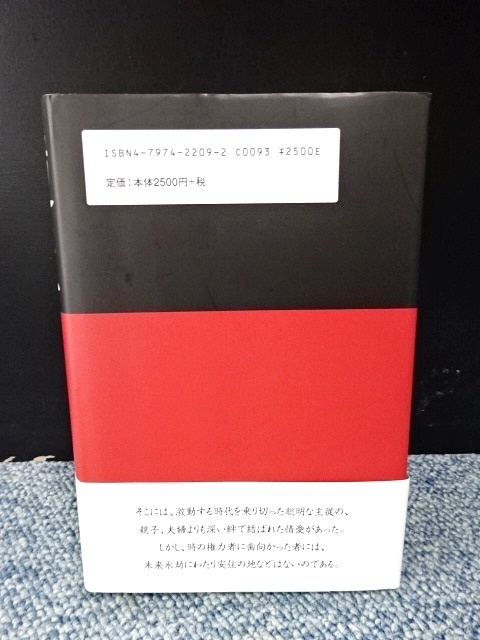 ISBN4-7974-2209-2 C0093 ¥2500E
定価:本体2500円+税
そこには、激動する時代を乗り切った聡明な主従の、
親子、夫婦よりも深い絆で結ばれた情愛があった。
しかし、時の権力者に歯向かった者には、
未来永劫にわたり安住の地などはないのである。